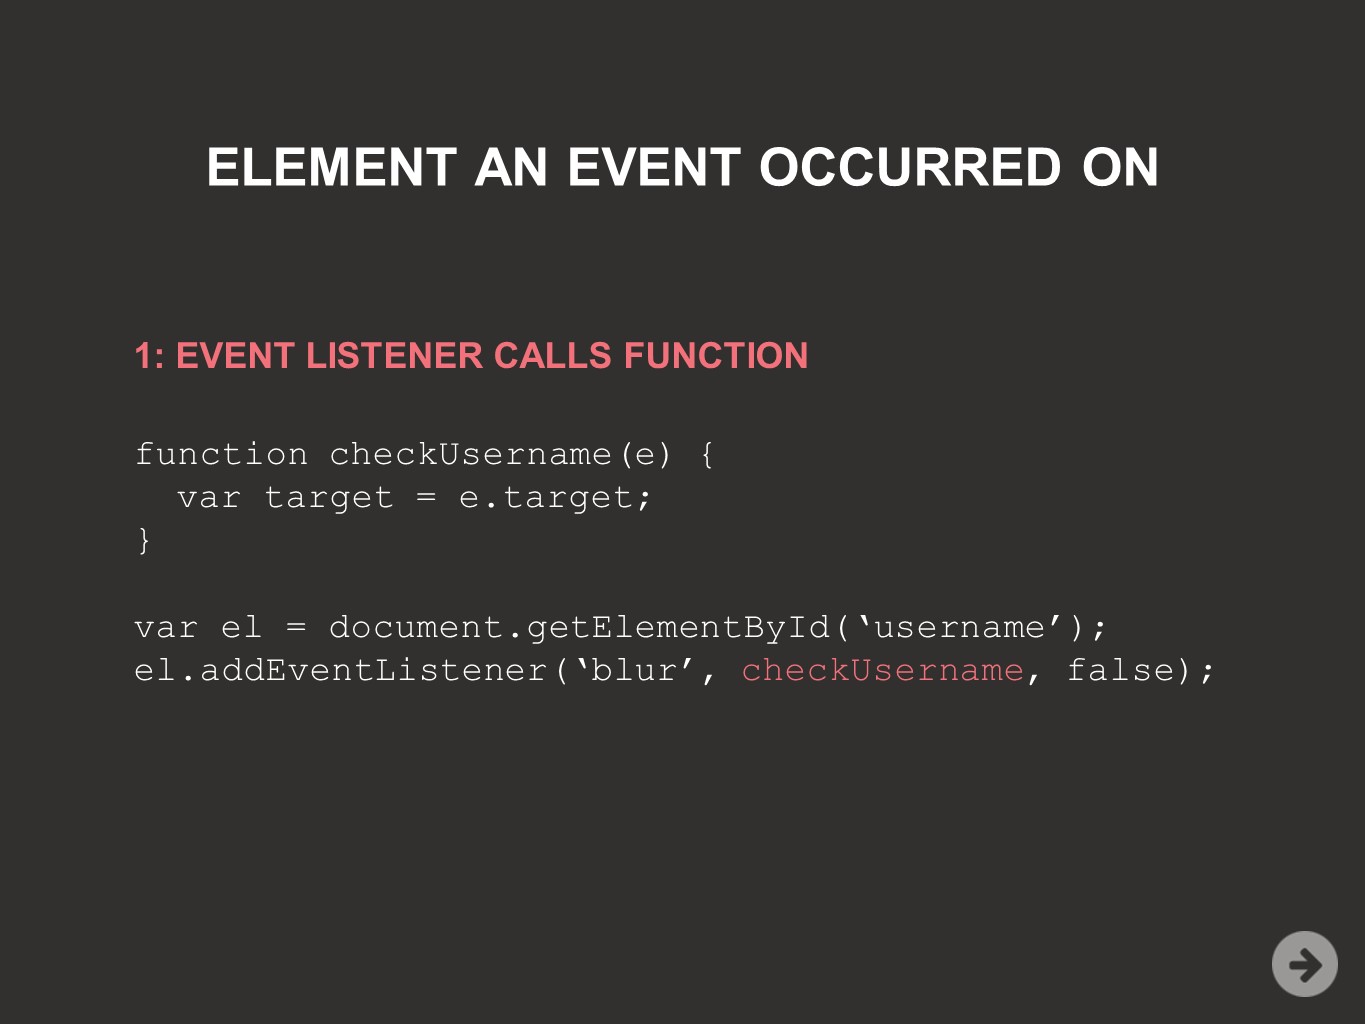 ELEMENT AN EVENT OCCURRED ON
1: EVENT LISTENER CALLS FUNCTION
function checkUsername(e) {
  var target = e.target;
}
var el = document.getElementById(‘username’);
el.addEventListener(‘blur’, checkUsername, false);